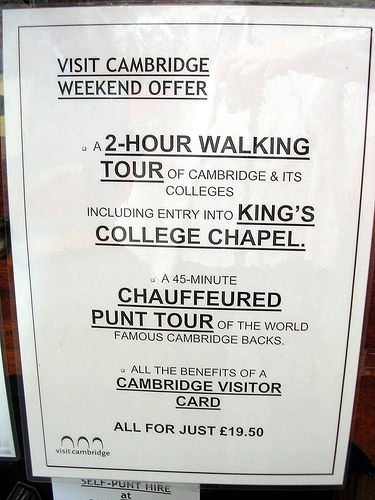 VISIT CAMBRIDGE
WEEKEND OFFER
A 2-HOUR WALKING
TOUR OF CAMBRIDGE & ITS
COLLEGES
INCLUDING ENTRY INTO KING'S
COLLEGE CHAPEL.
A 45-MINUTE
CHAUFFEURED
PUNT TOUR OF THE WORLD
FAMOUS CAMBRIDGE BACKS.
ALL THE BENEFITS OF A
CAMBRIDGE VISITOR
CARD
ALL FOR JUST £19.50
visit cambridge
SELF-PUNT HIRE
at